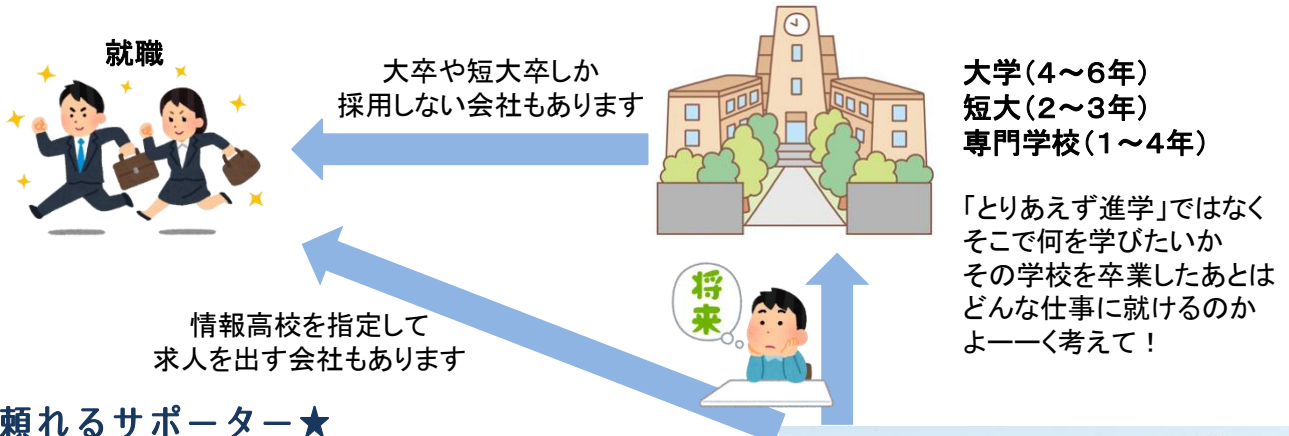 就職
大卒や短大卒しか
採用しない会社もあります
大学(4～6年)
短大(2～3年)
専門学校(1～4年)
「とりあえず進学」ではなく
そこで何を学びたいか
その学校を卒業したあとは
どんな仕事に就けるのか
よーーく考えて！
将来
情報高校を指定して
求人を出す会社もあります
頼れるサポーター★